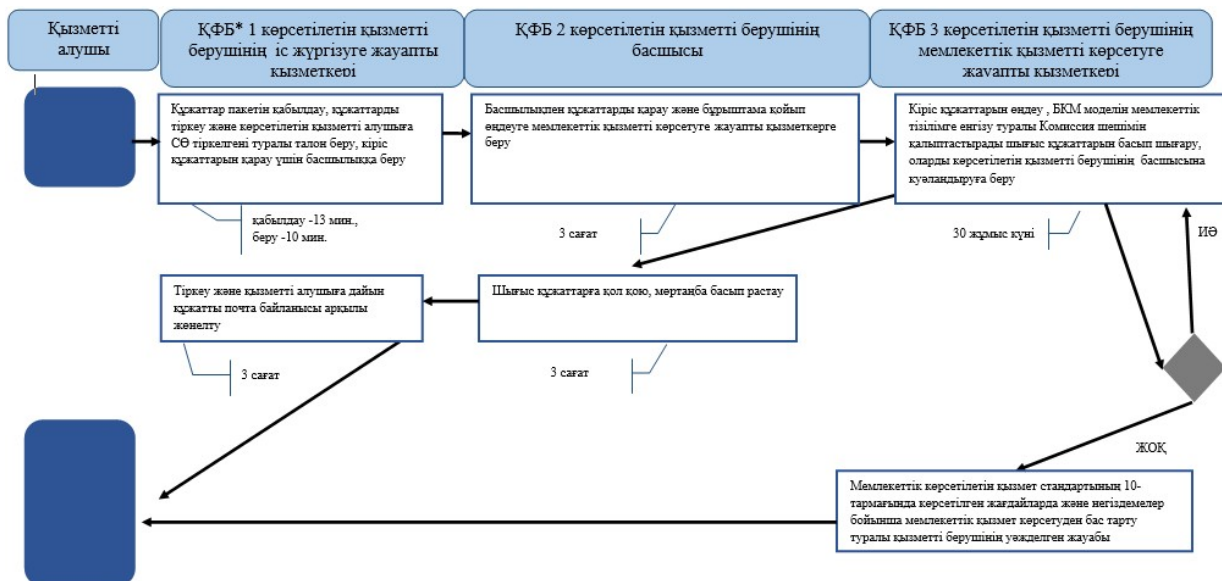 Қызметті
алушы
ҚФБ* 1 көрсетілетін қызметті
берушінің іс жүргізуге жауапты
қызметкері
ҚФБ 2 көрсетілетін қызметті берушінің
басшысы
ҚФБ 3 көрсетілетін қызметті берушінің
мемлекеттік қызметті көрсетуге
жауапты қызметкері
Құжаттар пакетін қабылдау, құжаттарды
тіркеу және көрсетілетін қызметті алушыға
СӨ тіркелгені туралы талон беру, кіріс
құжаттарын қарау үшін басшылыққа беру
Басшылықпен құжаттарды қарау және бұрыштама қойып
өңдеуге мемлекеттік қызметті көрсетуге жауапты қызметкерге
беру
Кіріс құжаттарын өңдеу , БКМ моделін мемлекеттік
тізілімге енгізу туралы Комиссия шешімін
қалыптастырады шығыс құжаттарын басып шығару,
оларды көрсетілетін қызметті берушінің басшысына
куәландыруға беру
қабылдау -13 мин.,
беру -10 мин.
3 сағат
30 жұмыс күні
ИӘ
Тіркеу және қызметті алушыға дайын
құжатты почта байланысы арқылы
жөнелту
Шығыс құжаттарға қол қою, мөртаңба басып растау
3 сағат
3 сағат
ЖОҚ
Мемлекеттік көрсетілетін қызмет стандартының 10-
тармағында көрсетілген жағдайларда және негіздемелер
бойынша мемлекеттік қызмет көрсетуден бас тарту
туралы қызметті берушінің уәжделген жауабы